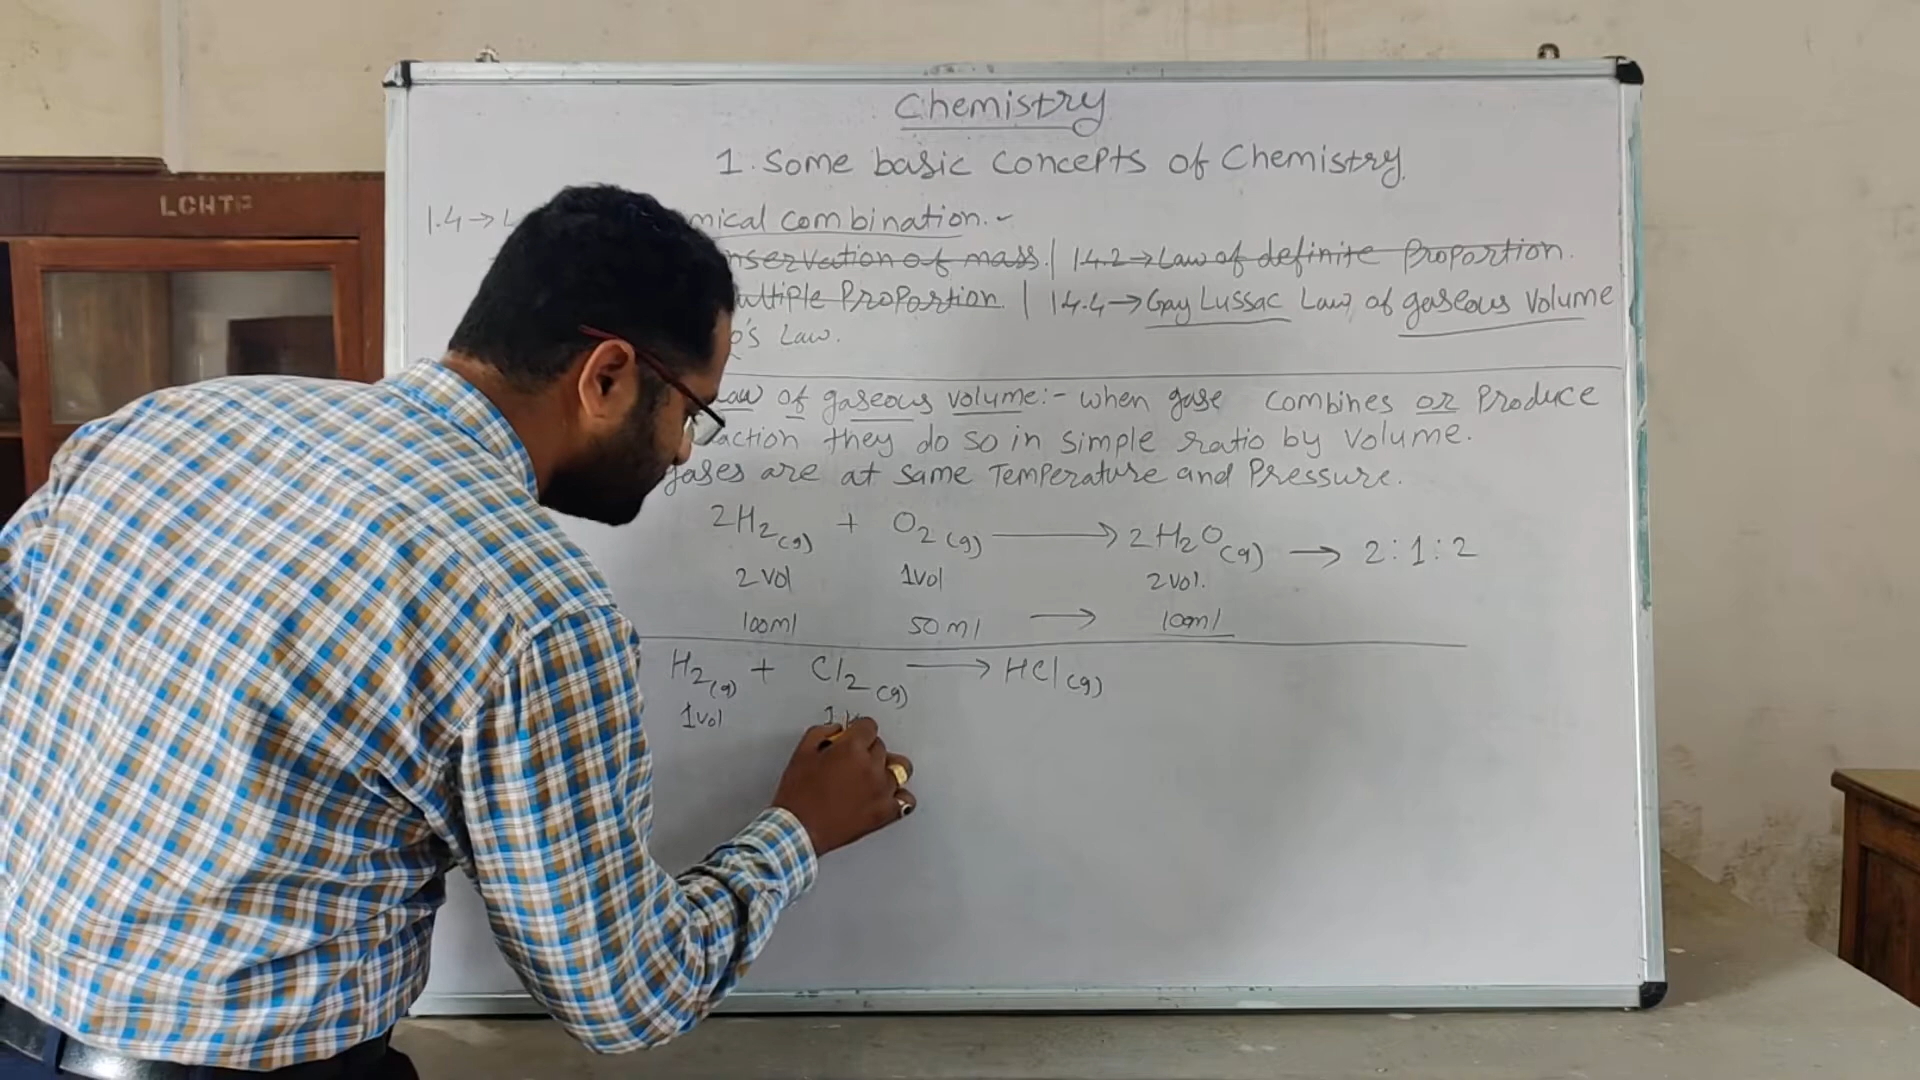 Chemistry
1. Some basic concepts of Chemistry.
LCHTF
1.4→ mical combination.
nservation of mass. | 1.4.2→Law of definite Proportion.
ultiple Proportion. | 1.4.4→Gay Lussac Law, of gaseous Volume
o's Law.
Law of gaseous volume:- when gase combines or Produce
action they do so in simple ratio by volume.
gases are at same Temperature and Pressure.
2H2(g) + O2(g) ⟶ 2H2O(g) → 2:1:2
2vol 1vol 2vol.
100ml 50ml → 100ml
H2(g) + Cl2(g) ⟶ HCl(g)
1vol 1